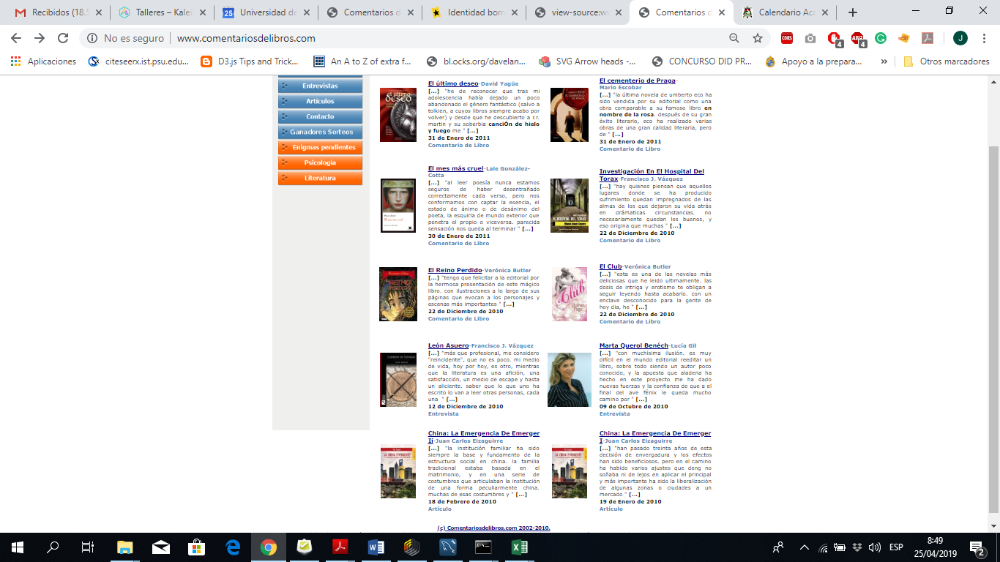 Recibidos (18.5
Talleres – Kalei
Universidad de
Comentarios d
Identidad borra
view-source:ww
Comentarios d
Calendario Aca
No es seguro | www.comentariosdelibros.com
Aplicaciones
citeseerx.ist.psu.edu...
D3.js Tips and Trick...
An A to Z of extra f...
bl.ocks.org/davelan...
SVG Arrow heads -...
CONCURSO DID PR...
Apoyo a la prepara...
»
Otros marcadores
Entrevistas
Artículos
Contacto
Ganadores Sorteos
Enigmas pendientes
Psicología
Literatura
El último deseo-David Yagüe
[...] "he de reconocer que tras mi
adolescencia había dejado un poco
abandonado el género fantástico (salvo a
tolkien, a cuyos libros siempre acabo por
volver) y desde que he descubierto a r.r.
martin y su soberbia canciÓn de hielo
y fuego me " [...]
31 de Enero de 2011
Comentario de Libro
El cementerio de Praga-
Mario Escobar
[...] "la última novela de umberto eco ha
sido vendida por su editorial como una
obra comparable a su famoso libro en
nombre de la rosa. después de su gran
éxito literario, eco ha realizado varias
obras de una gran calidad literaria, pero
de " [...]
31 de Enero de 2011
Comentario de Libro
El mes más cruel-Lale González-
Cotta
[...] "al leer poesía nunca estamos
seguros de haber desentrañado
correctamente cada verso, pero nos
conformamos con captar la esencia, el
estado de ánimo o de desánimo del
poeta, la esquirla de mundo exterior que
penetra el propio o viceversa. parecida
sensación nos queda al terminar " [...]
30 de Enero de 2011
Comentario de Libro
Investigación En El Hospital Del
Torax-Francisco J. Vázquez
[...] "hay quienes piensan que aquellos
lugares donde se ha producido
sufrimiento quedan impregnados de las
almas de los que dejaron su vida atrás
en drámaticas circunstancias. no
necesariamente quedan los buenos, y
eso origina que muchas " [...]
22 de Diciembre de 2010
Comentario de Libro
El Reino Perdido-Verónica Butler
[...] "tengo que felicitar a la editorial por
la hermosa presentación de este mágico
libro. con ilustraciones a lo largo de sus
páginas que evocan a los personajes y
escenas más importantes " [...]
22 de Diciembre de 2010
Comentario de Libro
El Club-Verónica Butler
[...] "esta es una de las novelas más
deliciosas que he leido ultimamente. las
dosis de intriga y erotismo te obligan a
seguir leyendo hasta acabarlo. con un
enclave desconocido para la gente de
hoy día, he " [...]
22 de Diciembre de 2010
Comentario de Libro
León Asuero-Francisco J. Vázquez
[...] "más que profesional, me considero
"reincidente", que no es poco. mi medio
de vida, hoy por hoy, es otro, mientras
que la literatura es una afición, una
satisfacción, un medio de escape y hasta
un aliciente. saber que lo que uno ha
escrito lo van a leer otras personas, cada
una " [...]
12 de Diciembre de 2010
Entrevista
Marta Querol Benéch-Lucía Gil
[...] "con muchísima ilusión. es muy
difícil en el mundo editorial reeditar un
libro, sobre todo siendo un autor poco
conocido, y la apuesta que aladena ha
hecho en este proyecto me ha dado
nuevas fuerzas y la confianza de que a el
final del ave fÉnix le queda mucho
camino por " [...]
09 de Octubre de 2010
Entrevista
China: La Emergencia De Emerger
Ii-Juan Carlos Eizaguirre
[...] "la institución familiar ha sido
siempre la base y fundamento de la
estructura social en china. la familia
tradicional estaba basada en el
matrimonio, y en una serie de
costumbres que articulaban la institución
de una forma peculiarmente china.
muchas de esas costumbres y " [...]
18 de Febrero de 2010
Artículo
China: La Emergencia De Emerger
I-Juan Carlos Eizaguirre
[...] "han pasado treinta años de esta
decisión de envergadura y los efectos
han sido beneficiosos. pero en el camino
ha habido varios ajustes que deng no
soñaba ni de lejos en aplicar el principal
y más importante ha sido la liberalización
de algunas zonas o ciudades a un
mercado " [...]
19 de Enero de 2010
Artículo
(c) Comentariosdelibros.com 2002-2010.
ESP
8:49
25/04/2019
2